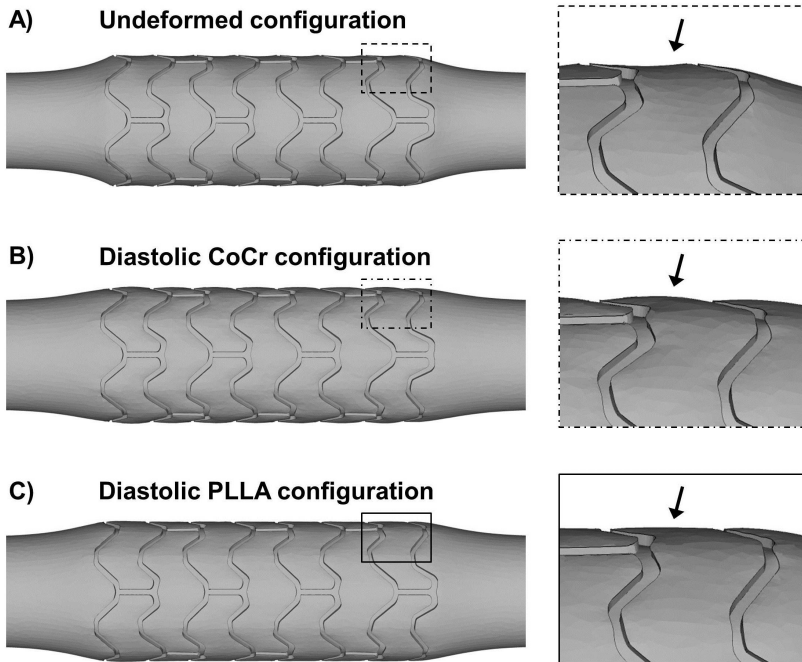 A) Undeformed configuration
B) Diastolic CoCr configuration
C) Diastolic PLLA configuration